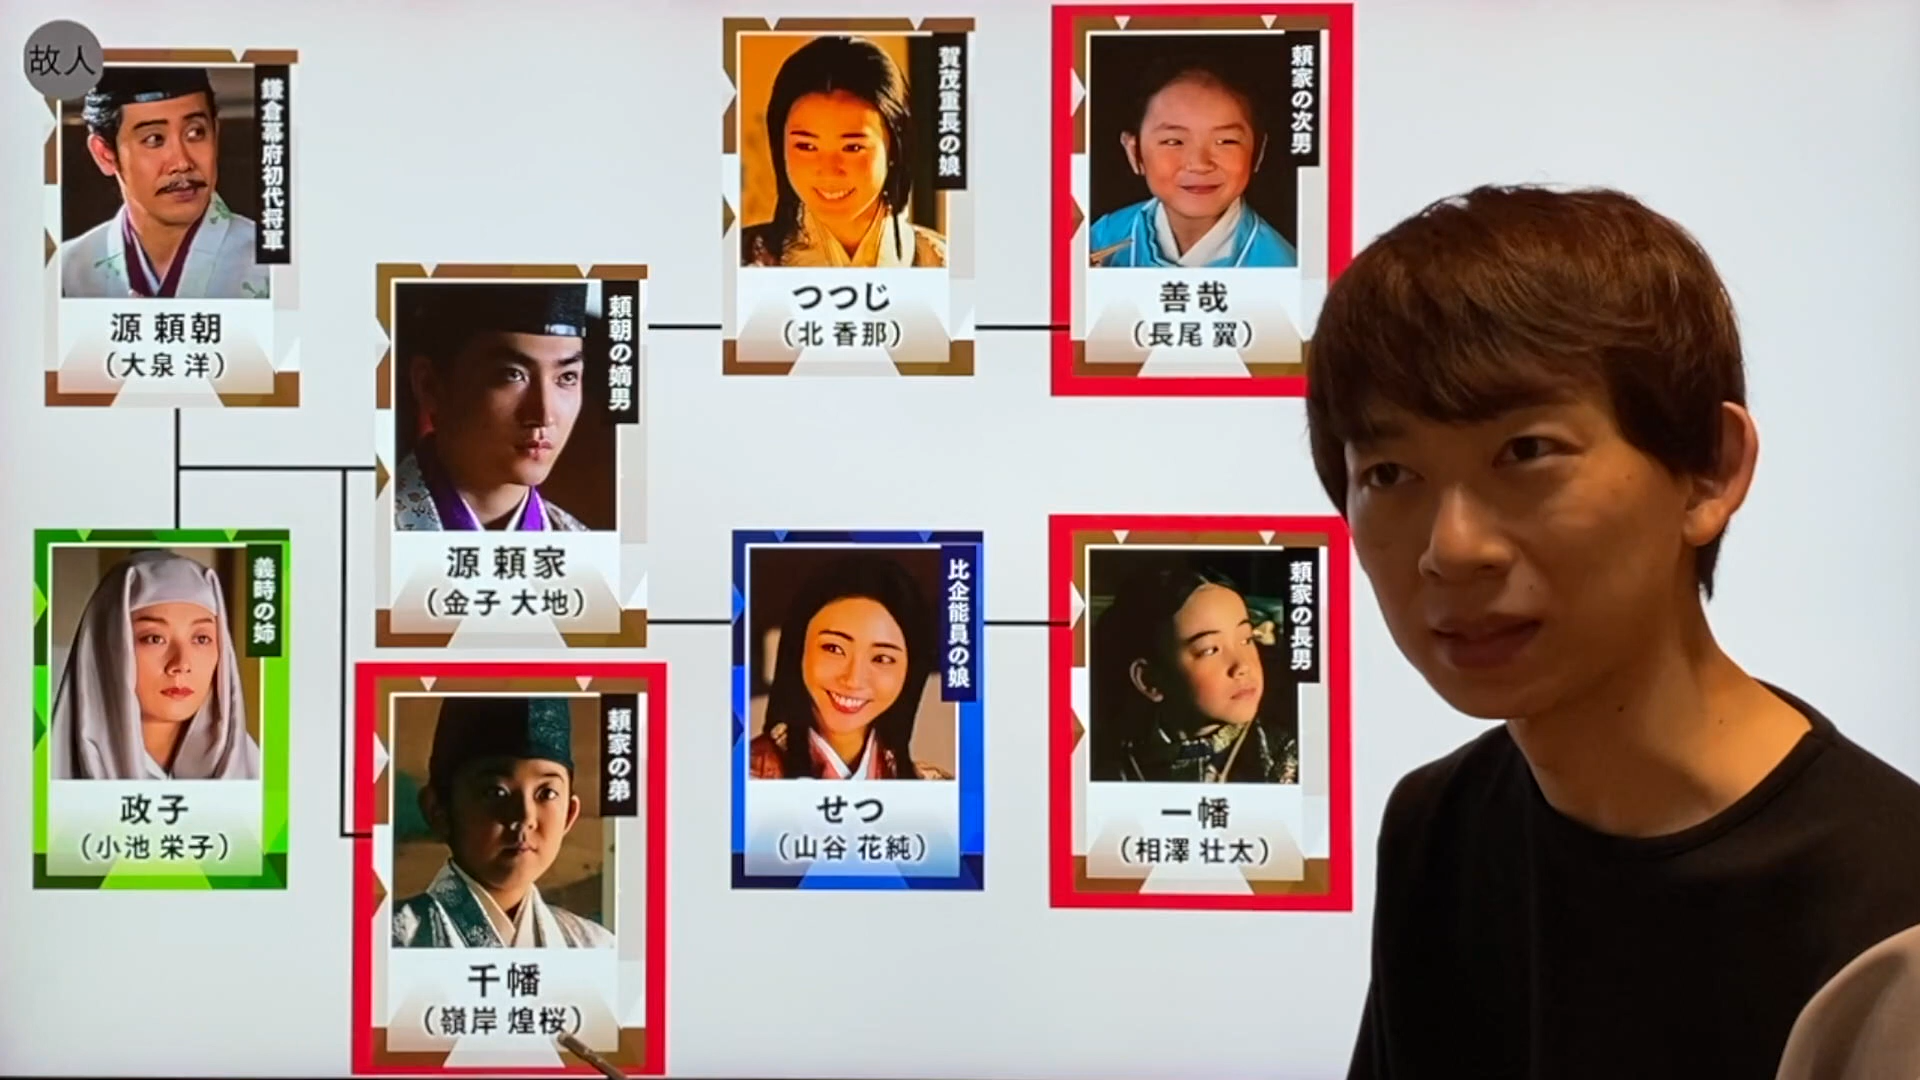 故人
鎌倉幕府初代将軍
源 頼朝
(大泉 洋)
義時の姉
政子
(小池 栄子)
頼朝の嫡男
源 頼家
(金子 大地)
頼家の弟
千幡
(嶺岸 煌桜)
賀茂重長の娘
つつじ
(北 香那)
頼家の次男
善哉
(長尾 翼)
比企能員の娘
せつ
(山谷 花純)
頼家の長男
一幡
(相澤 壮太)